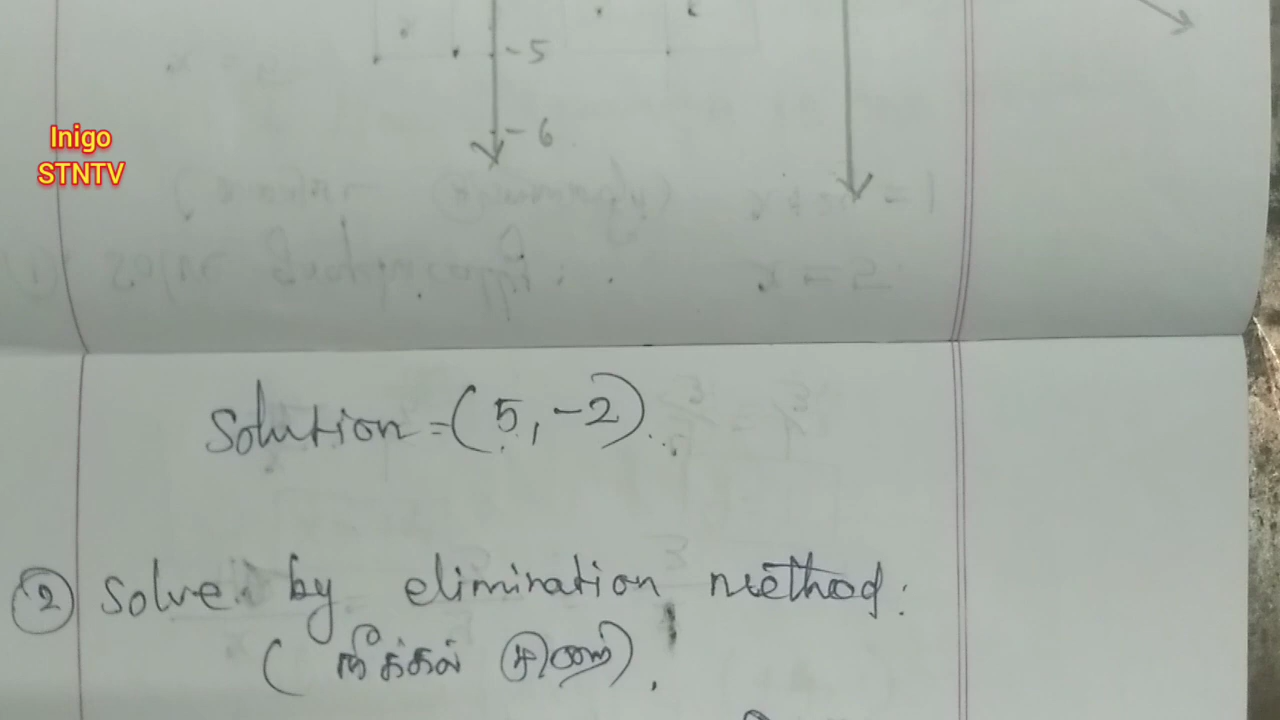 -5
Inigo
STNTV
-6
Solution = (5, -2)
② Solve by elimination method:
(நீக்கல் முறை).